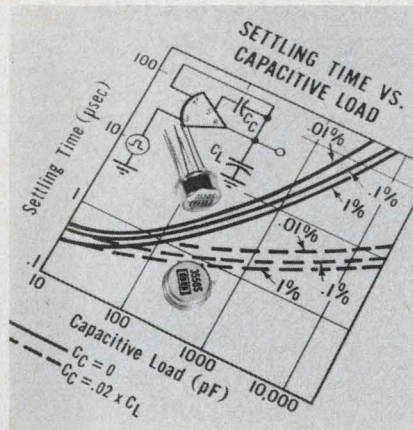 SETTLING TIME VS.
CAPACITIVE LOAD
Settling Time (μsec)
100
10
1
.1
CC
CL
.01%
.1%
1%
.01%
.1%
1%
3550S
10
100
1000
10,000
Capacitive Load (pF)
CC = 0
CC = .02 x CL